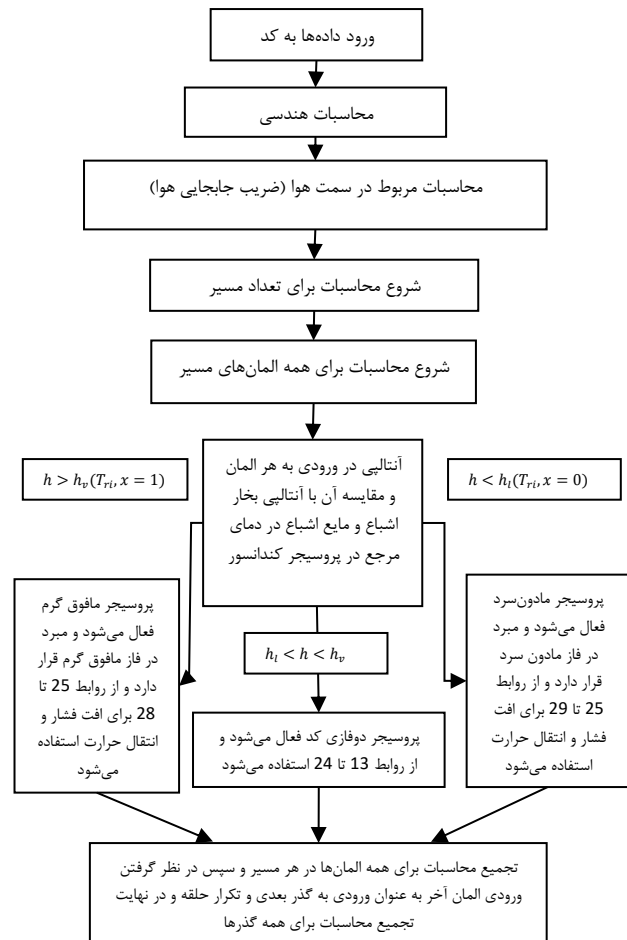 ورود داده‌ها به کد
محاسبات هندسی
محاسبات مربوط در سمت هوا (ضریب جابجایی هوا)
شروع محاسبات برای تعداد مسیر
شروع محاسبات برای همه المان‌های مسیر
آنتالپی در ورودی به هر المان
و مقایسه آن با آنتالپی بخار
اشباع و مایع اشباع در دمای
مرجع در پروسیجر کندانسور
h < h_l(T_{ri}, x = 0)
h > h_v(T_{ri}, x = 1)
h_l < h < h_v
پروسیجر مادون‌سرد
فعال می‌شود و مبرد
در فاز مادون سرد
قرار دارد و از روابط
25 تا 29 برای افت
فشار و انتقال حرارت
استفاده می‌شود
پروسیجر دوفازی کد فعال می‌شود و
از روابط 13 تا 24 استفاده می‌شود
پروسیجر مافوق گرم
فعال می‌شود و مبرد
در فاز مافوق گرم قرار
دارد و از روابط 25 تا
28 برای افت فشار و
انتقال حرارت استفاده
می‌شود
تجمیع محاسبات برای همه المان‌ها در هر مسیر و سپس در نظر گرفتن
ورودی المان آخر به عنوان ورودی به گذر بعدی و تکرار حلقه و در نهایت
تجمیع محاسبات برای همه گذرها